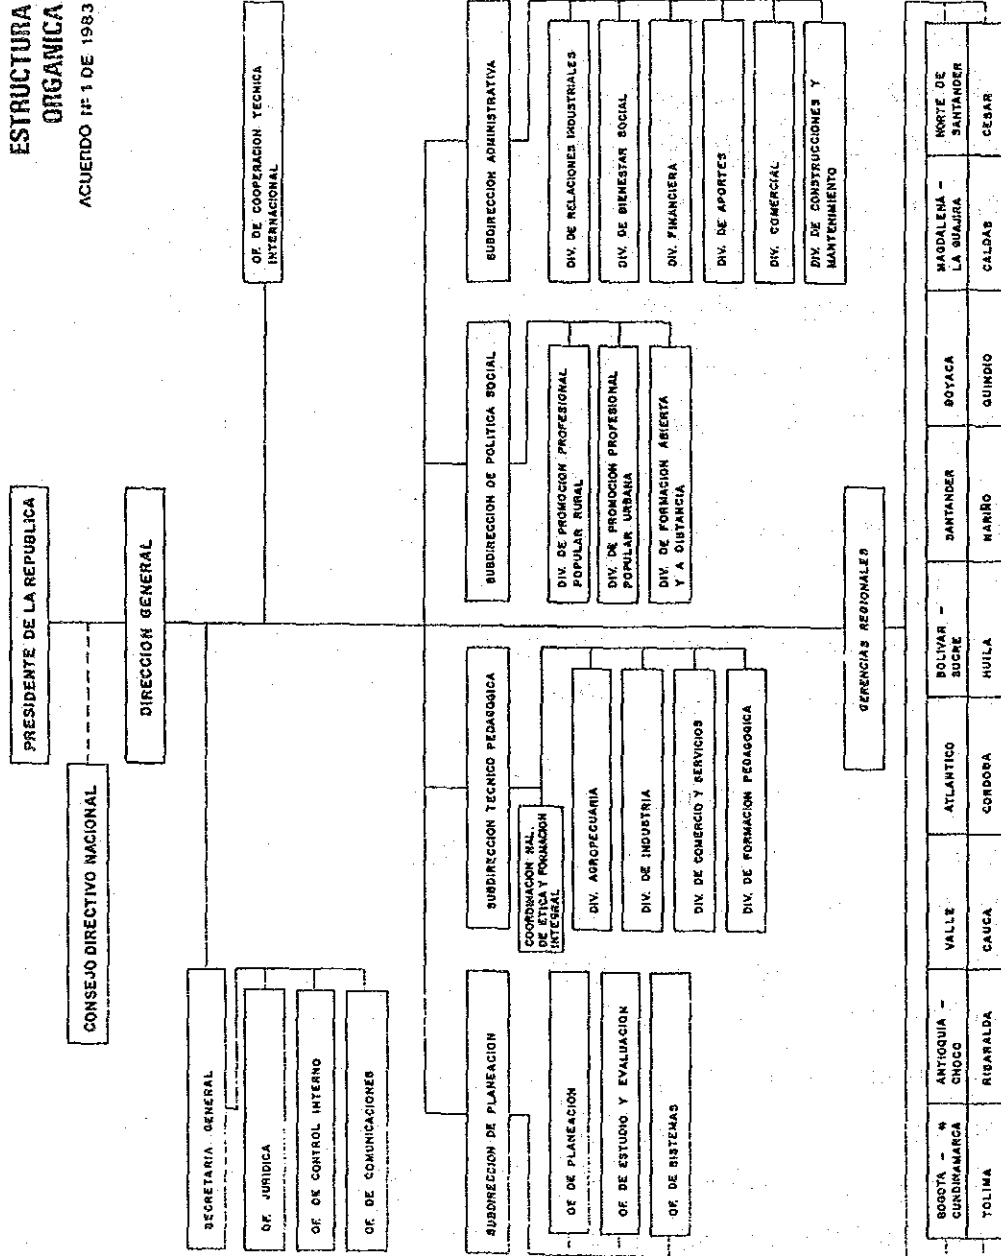 ESTRUCTURA
ORGANICA
ACUERDO Nº 1 DE 1983
PRESIDENTE DE LA REPUBLICA
CONSEJO DIRECTIVO NACIONAL
DIRECCION GENERAL
SECRETARIA GENERAL
OF. JURIDICA
OF. DE CONTROL INTERNO
OF. DE COMUNICACIONES
OF. DE COOPERACION TECNICA
INTERNACIONAL
SUBDIRECCION DE PLANEACION
OF. DE PLANEACION
OF. DE ESTUDIO Y EVALUACION
OF. DE SISTEMAS
SUBDIRECCION TECNICO PEDAGOGICA
COORDINACION NAL.
DE ETICA Y FORMACION
INTEGRAL
DIV. AGROPECUARIA
DIV. DE INDUSTRIA
DIV. DE COMERCIO Y SERVICIOS
DIV. DE FORMACION PEDAGOGICA
SUBDIRECCION DE POLITICA SOCIAL
DIV. DE PROMOCION PROFESIONAL
POPULAR RURAL
DIV. DE PROMOCION PROFESIONAL
POPULAR URBANA
DIV. DE FORMACION ABIERTA
Y A DISTANCIA
SUBDIRECCION ADMINISTRATIVA
DIV. DE RELACIONES INDUSTRIALES
DIV. DE BIENESTAR SOCIAL
DIV. FINANCIERA
DIV. DE APORTES
DIV. COMERCIAL
DIV. DE CONSTRUCCIONES Y
MANTENIMIENTO
GERENCIAS REGIONALES
BOGOTA - *
CUNDINAMARCA
ANTIOQUIA -
CHOCO
VALLE
ATLANTICO
BOLIVAR -
SUCRE
SANTANDER
BOYACA
MAGDALENA -
LA GUAJIRA
NORTE DE
SANTANDER
TOLIMA
RISARALDA
CAUCA
CORDOBA
HUILA
NARIÑO
QUINDIO
CALDAS
CESAR